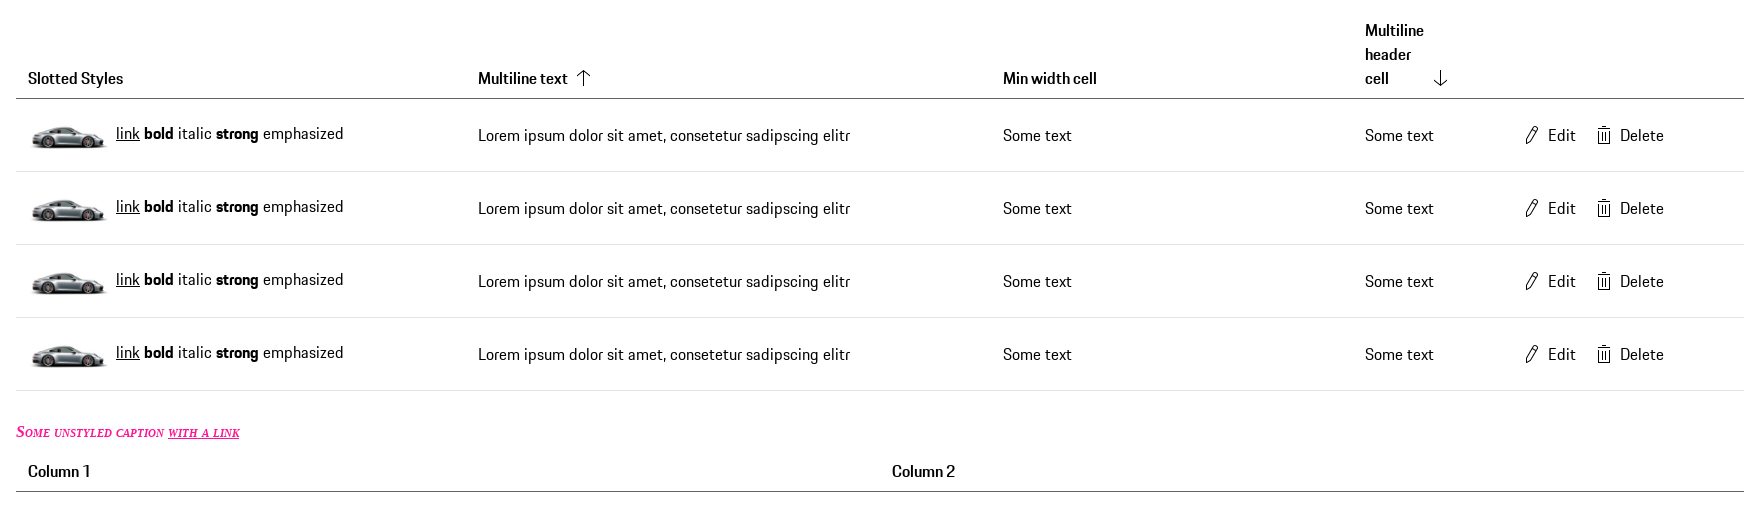 Multiline
header
Slotted Styles Multiline text Min width cell cell
link bold italic strong emphasized Lorem ipsum dolor sit amet, consetetur sadipscing elitr Some text Some text Edit Delete
link bold italic strong emphasized Lorem ipsum dolor sit amet, consetetur sadipscing elitr Some text Some text Edit Delete
link bold italic strong emphasized Lorem ipsum dolor sit amet, consetetur sadipscing elitr Some text Some text Edit Delete
link bold italic strong emphasized Lorem ipsum dolor sit amet, consetetur sadipscing elitr Some text Some text Edit Delete
Some unstyled caption with a link
Column 1 Column 2